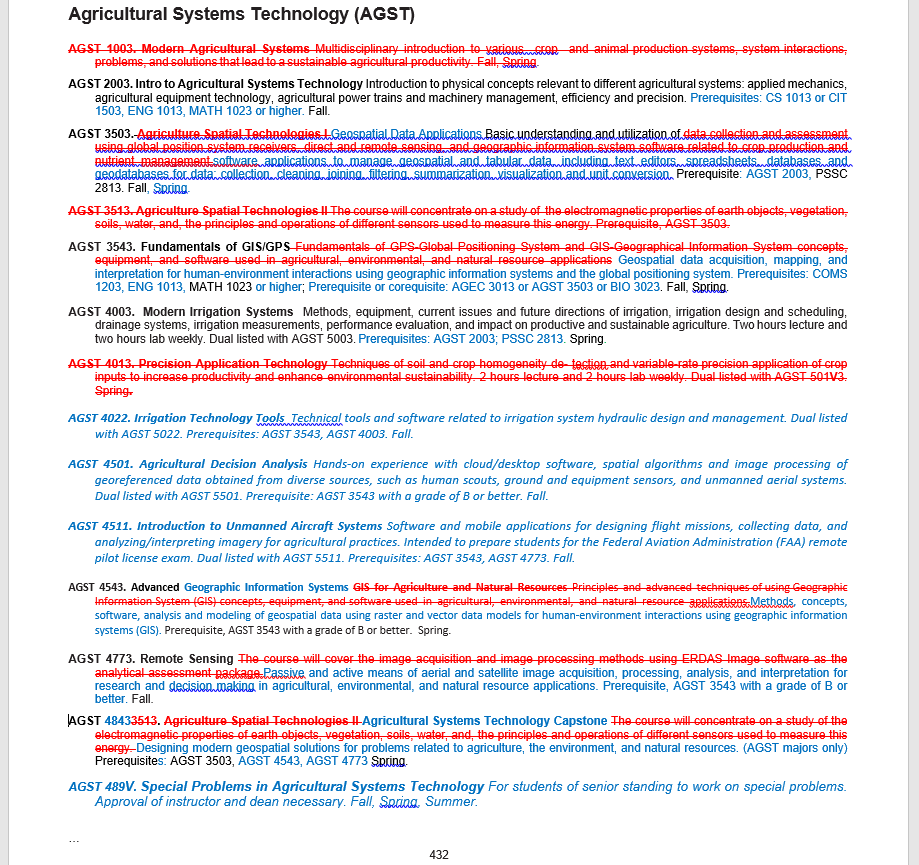 Agricultural Systems Technology (AGST)
AGST 1003. Modern Agricultural Systems Multidisciplinary introduction to various crop and animal production systems, system interactions,
problems, and solutions that lead to a sustainable agricultural productivity. Fall, Spring.
AGST 2003. Intro to Agricultural Systems Technology Introduction to physical concepts relevant to different agricultural systems: applied mechanics,
agricultural equipment technology, agricultural power trains and machinery management, efficiency and precision. Prerequisites: CS 1013 or CIT
1503, ENG 1013, MATH 1023 or higher. Fall.
AGST 3503. Agriculture Spatial Technologies I Geospatial Data Applications Basic understanding and utilization of data collection and assessment
using global position system receivers, direct and remote sensing, and geographic information system software related to crop production and
nutrient management software applications to manage geospatial and tabular data, including text editors, spreadsheets, databases and
geodatabases for data: collection, cleaning, joining, filtering, summarization, visualization and unit conversion. Prerequisite: AGST 2003, PSSC
2813. Fall, Spring.
AGST 3513. Agriculture Spatial Technologies II The course will concentrate on a study of the electromagnetic properties of earth objects, vegetation,
soils, water, and, the principles and operations of different sensors used to measure this energy. Prerequisite, AGST 3503.
AGST 3543. Fundamentals of GIS/GPS Fundamentals of GPS-Global Positioning System and GIS-Geographical Information System concepts,
equipment, and software used in agricultural, environmental, and natural resource applications Geospatial data acquisition, mapping, and
interpretation for human-environment interactions using geographic information systems and the global positioning system. Prerequisites: COMS
1203, ENG 1013, MATH 1023 or higher; Prerequisite or corequisite: AGEC 3013 or AGST 3503 or BIO 3023. Fall, Spring.
AGST 4003. Modern Irrigation Systems Methods, equipment, current issues and future directions of irrigation, irrigation design and scheduling,
drainage systems, irrigation measurements, performance evaluation, and impact on productive and sustainable agriculture. Two hours lecture and
two hours lab weekly. Dual listed with AGST 5003. Prerequisites: AGST 2003; PSSC 2813. Spring.
AGST 4013. Precision Application Technology Techniques of soil and crop homogeneity de- tection and variable-rate precision application of crop
inputs to increase productivity and enhance environmental sustainability. 2 hours lecture and 2 hours lab weekly. Dual listed with AGST 501V3.
Spring.
AGST 4022. Irrigation Technology Tools Technical tools and software related to irrigation system hydraulic design and management. Dual listed
with AGST 5022. Prerequisites: AGST 3543, AGST 4003. Fall.
AGST 4501. Agricultural Decision Analysis Hands-on experience with cloud/desktop software, spatial algorithms and image processing of
georeferenced data obtained from diverse sources, such as human scouts, ground and equipment sensors, and unmanned aerial systems.
Dual listed with AGST 5501. Prerequisite: AGST 3543 with a grade of B or better. Fall.
AGST 4511. Introduction to Unmanned Aircraft Systems Software and mobile applications for designing flight missions, collecting data, and
analyzing/interpreting imagery for agricultural practices. Intended to prepare students for the Federal Aviation Administration (FAA) remote
pilot license exam. Dual listed with AGST 5511. Prerequisites: AGST 3543, AGST 4773. Fall.
AGST 4543. Advanced Geographic Information Systems GIS for Agriculture and Natural Resources Principles and advanced techniques of using Geographic
Information System (GIS) concepts, equipment, and software used in agricultural, environmental, and natural resource applications.Methods, concepts,
software, analysis and modeling of geospatial data using raster and vector data models for human-environment interactions using geographic information
systems (GIS). Prerequisite, AGST 3543 with a grade of B or better. Spring.
AGST 4773. Remote Sensing The course will cover the image acquisition and image processing methods using ERDAS Image software as the
analytical assessment package.Passive and active means of aerial and satellite image acquisition, processing, analysis, and interpretation for
research and decision making in agricultural, environmental, and natural resource applications. Prerequisite, AGST 3543 with a grade of B or
better. Fall.
AGST 48433513. Agriculture Spatial Technologies II Agricultural Systems Technology Capstone The course will concentrate on a study of the
electromagnetic properties of earth objects, vegetation, soils, water, and, the principles and operations of different sensors used to measure this
energy. Designing modern geospatial solutions for problems related to agriculture, the environment, and natural resources. (AGST majors only)
Prerequisites: AGST 3503, AGST 4543, AGST 4773 Spring.
AGST 489V. Special Problems in Agricultural Systems Technology For students of senior standing to work on special problems.
Approval of instructor and dean necessary. Fall, Spring, Summer.
...
432